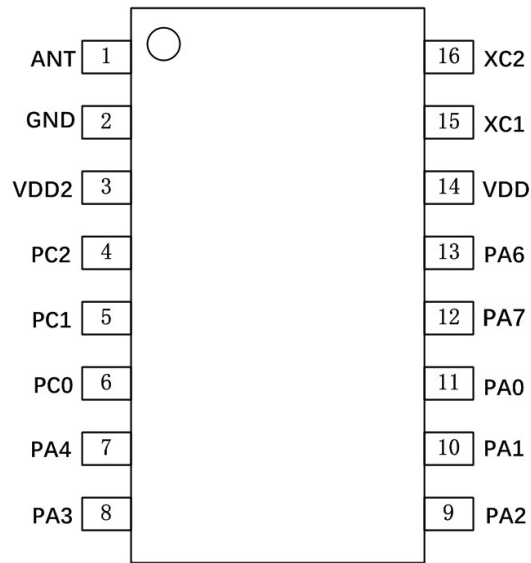 ANT 1 16 XC2
GND 2 15 XC1
VDD2 3 14 VDD
PC2 4 13 PA6
PC1 5 12 PA7
PC0 6 11 PA0
PA4 7 10 PA1
PA3 8 9 PA2